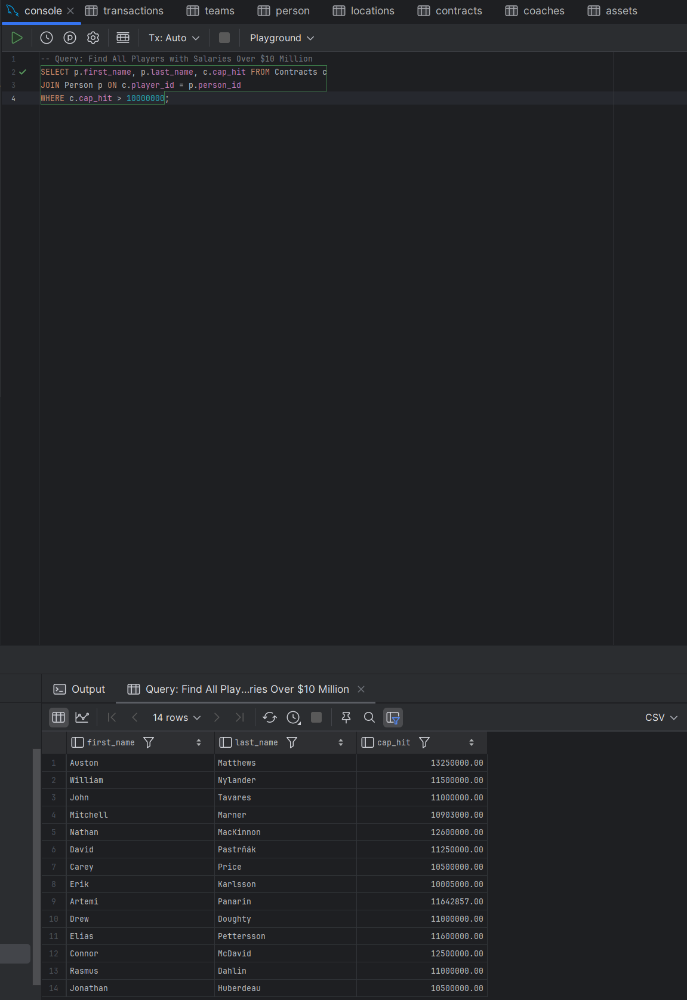 console transactions teams person locations contracts coaches assets
Tx: Auto Playground
1 -- Query: Find All Players with Salaries Over $10 Million
2 SELECT p.first_name, p.last_name, c.cap_hit FROM Contracts c
3 JOIN Person p ON c.player_id = p.person_id
4 WHERE c.cap_hit > 10000000;
Output Query: Find All Play...ries Over $10 Million
14 rows CSV
first_name last_name cap_hit
1 Auston Matthews 13250000.00
2 William Nylander 11500000.00
3 John Tavares 11000000.00
4 Mitchell Marner 10903000.00
5 Nathan MacKinnon 12600000.00
6 David Pastrňák 11250000.00
7 Carey Price 10500000.00
8 Erik Karlsson 10005000.00
9 Artemi Panarin 11642857.00
10 Drew Doughty 11000000.00
11 Elias Pettersson 11600000.00
12 Connor McDavid 12500000.00
13 Rasmus Dahlin 11000000.00
14 Jonathan Huberdeau 10500000.00